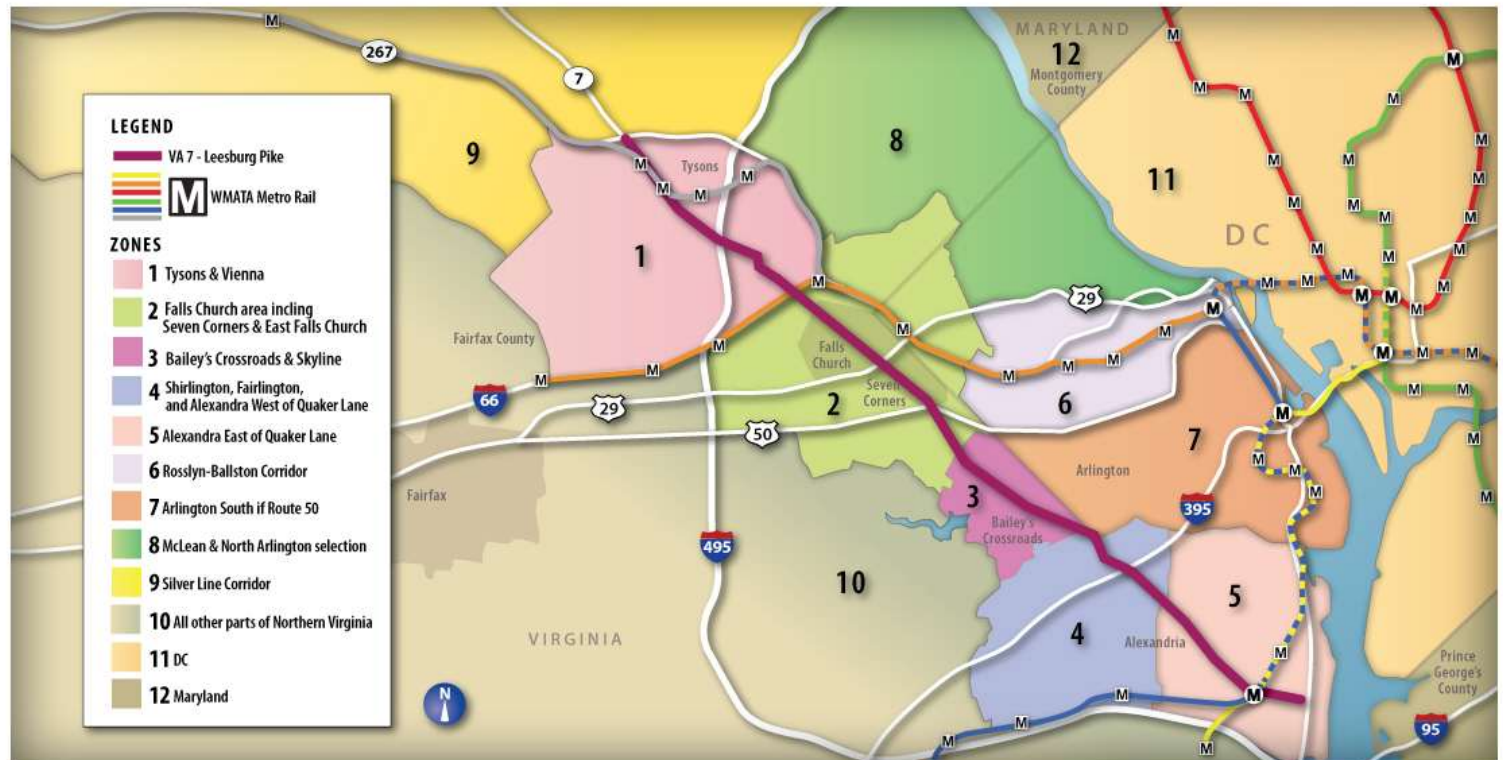 LEGEND
VA 7 - Leesburg Pike
M WMATA Metro Rail
ZONES
1 Tysons & Vienna
2 Falls Church area incling
Seven Corners & East Falls Church
3 Bailey's Crossroads & Skyline
4 Shirlington, Fairlington,
and Alexandra West of Quaker Lane
5 Alexandra East of Quaker Lane
6 Rosslyn-Ballston Corridor
7 Arlington South if Route 50
8 McLean & North Arlington selection
9 Silver Line Corridor
10 All other parts of Northern Virginia
11 DC
12 Maryland
M
267
7
MARYLAND
12
Montgomery
County
9
8
11
Tysons
DC
1
29
Fairfax County
Falls
Church
Seven
Corners
66
29
2
50
6
7
Arlington
Fairfax
3
395
Bailey's
Crossroads
495
10
5
4
Alexandria
VIRGINIA
Prince
George's
County
N
95